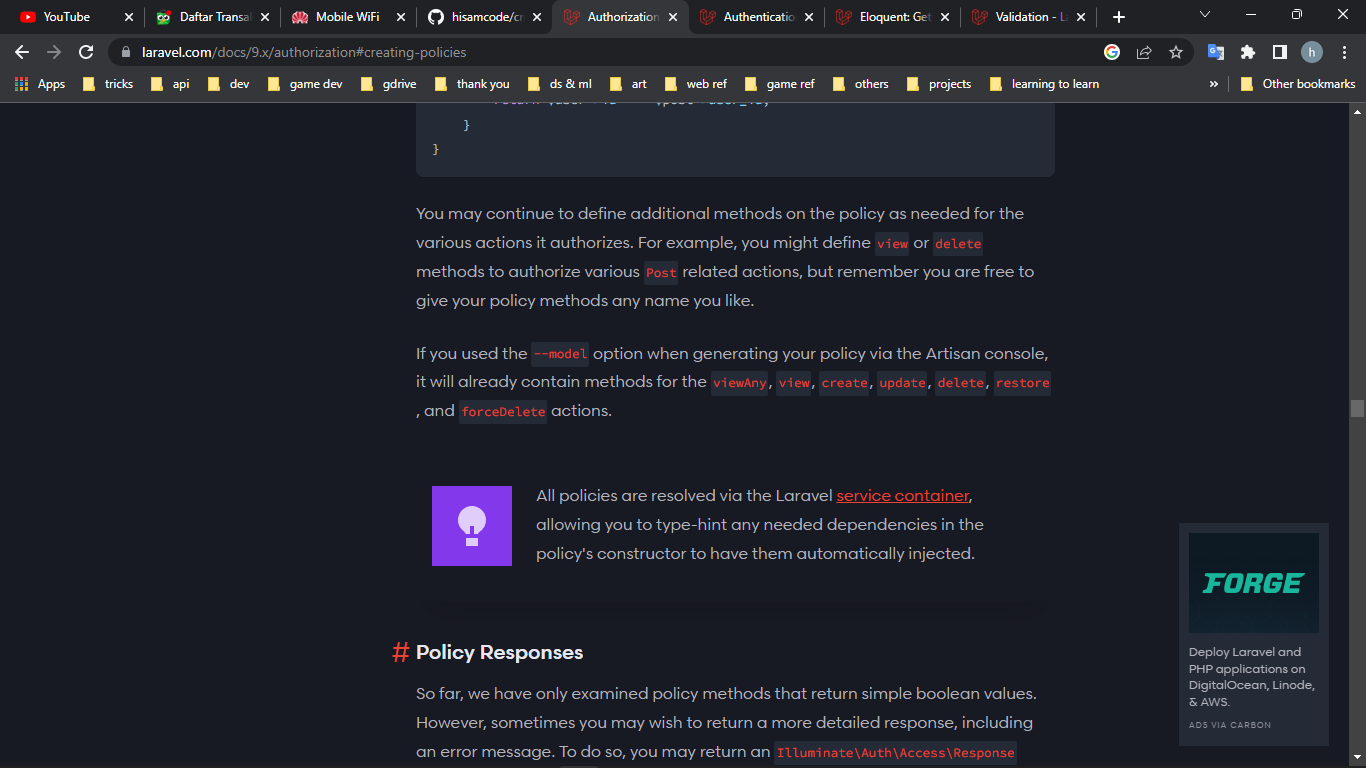 YouTube
Daftar Transa
Mobile WiFi
hisamcode/cr
Authorization
Authenticatio
Eloquent: Get
Validation - La
laravel.com/docs/9.x/authorization#creating-policies
h
Apps
tricks
api
dev
game dev
gdrive
thank you
ds & ml
art
web ref
game ref
others
projects
learning to learn
»
Other bookmarks
}
}
You may continue to define additional methods on the policy as needed for the
various actions it authorizes. For example, you might define view or delete
methods to authorize various Post related actions, but remember you are free to
give your policy methods any name you like.
If you used the --model option when generating your policy via the Artisan console,
it will already contain methods for the viewAny, view, create, update, delete, restore
, and forceDelete actions.
All policies are resolved via the Laravel service container,
allowing you to type-hint any needed dependencies in the
policy's constructor to have them automatically injected.
# Policy Responses
So far, we have only examined policy methods that return simple boolean values.
However, sometimes you may wish to return a more detailed response, including
an error message. To do so, you may return an Illuminate\Auth\Access\Response
FORGE
Deploy Laravel and
PHP applications on
DigitalOcean, Linode,
& AWS.
ADS VIA CARBON